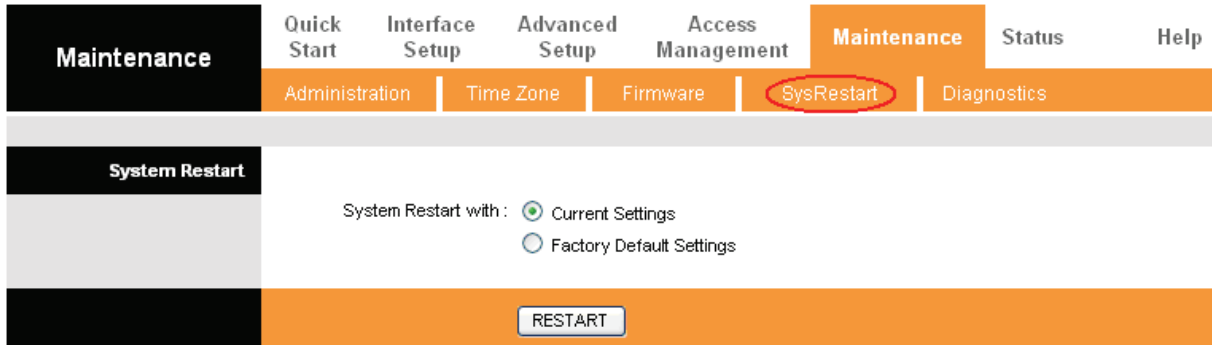 Maintenance
Quick Start
Interface Setup
Advanced Setup
Access Management
Maintenance
Status
Help
Administration
Time Zone
Firmware
SysRestart
Diagnostics
System Restart
System Restart with :
Current Settings
Factory Default Settings
RESTART